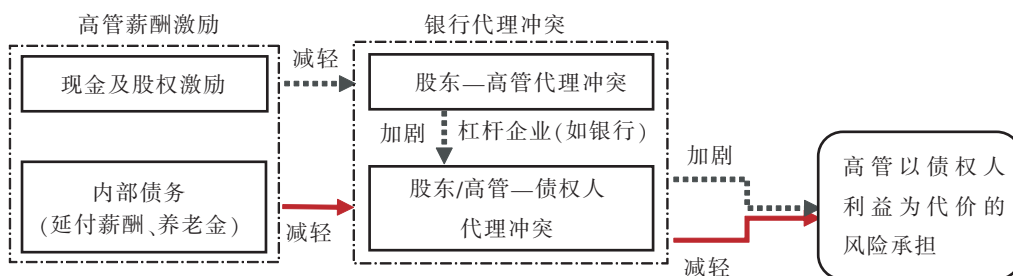 高管薪酬激励
银行代理冲突
现金及股权激励
减轻
股东—高管代理冲突
加剧
杠杆企业(如银行)
内部债务
(延付薪酬、养老金)
减轻
股东/高管—债权人
代理冲突
加剧
减轻
高管以债权人
利益为代价的
风险承担